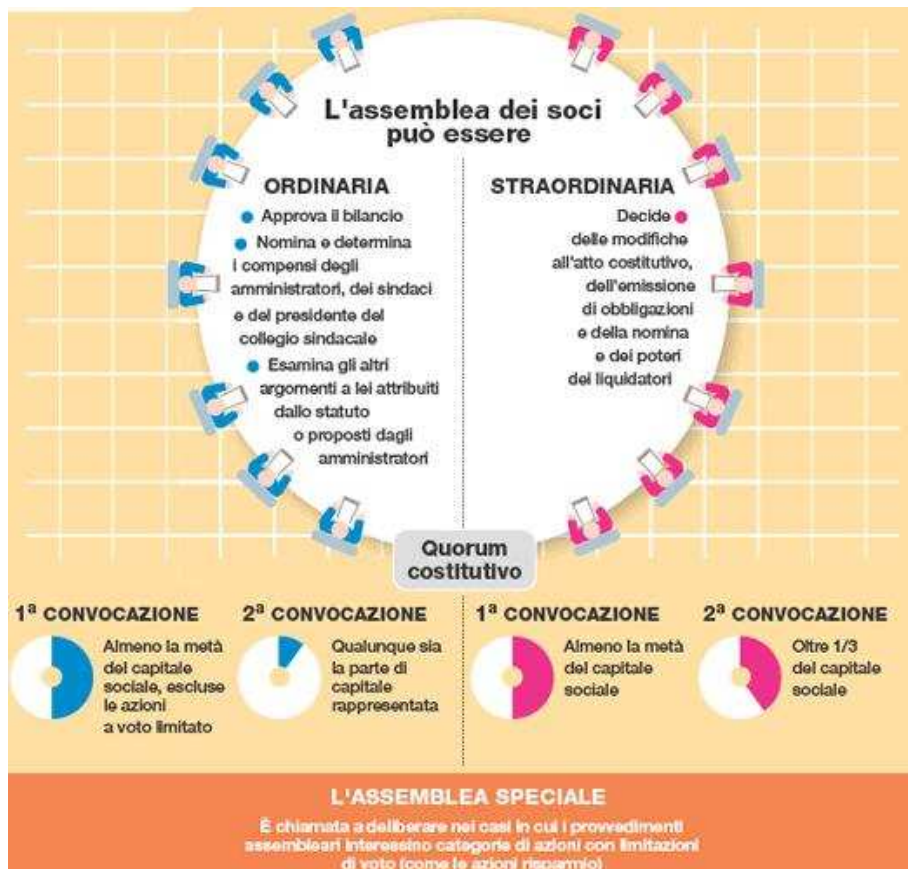 L'assemblea dei soci
può essere
ORDINARIA
Approva il bilancio
Nomina e determina
i compensi degli
amministratori, dei sindaci
e del presidente del
collegio sindacale
Esamina gli altri
argomenti a lei attribuiti
dallo statuto
o proposti dagli
amministratori
STRAORDINARIA
Decide
delle modifiche
all'atto costitutivo,
dell'emissione
di obbligazioni
e della nomina
e dei poteri
dei liquidatori
Quorum
costitutivo
1ª CONVOCAZIONE
Almeno la metà
del capitale
sociale, escluse
le azioni
a voto limitato
2ª CONVOCAZIONE
Qualunque sia
la parte di
capitale
rappresentata
1ª CONVOCAZIONE
Almeno la metà
del capitale
sociale
2ª CONVOCAZIONE
Oltre 1/3
del capitale
sociale
L'ASSEMBLEA SPECIALE
È chiamata a deliberare nei casi in cui i provvedimenti
assembleari interessino categorie di azioni con limitazioni
di voto (come le azioni risparmio)